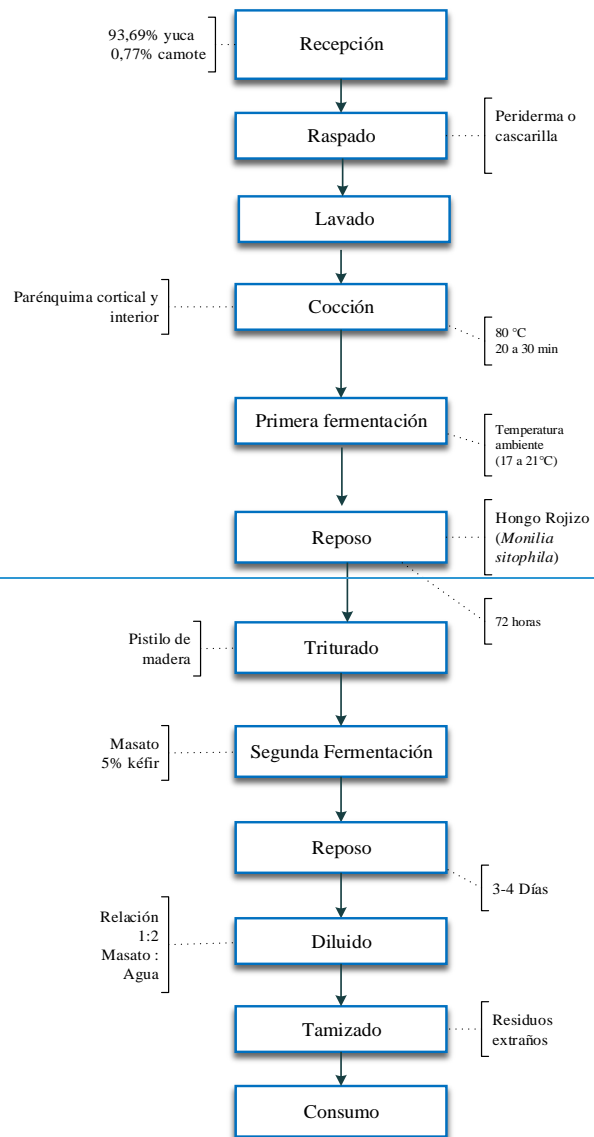 93,69% yuca
0,77% camote
Recepción
Raspado
Periderma o
cascarilla
Lavado
Parénquima cortical y
interior
Cocción
80 °C
20 a 30 min
Primera fermentación
Temperatura
ambiente
(17 a 21°C)
Reposo
Hongo Rojizo
(Monilia
sitophila)
72 horas
Pistilo de
madera
Triturado
Masato
5% kéfir
Segunda Fermentación
Reposo
3-4 Días
Relación
1:2
Masato :
Agua
Diluido
Tamizado
Residuos
extraños
Consumo